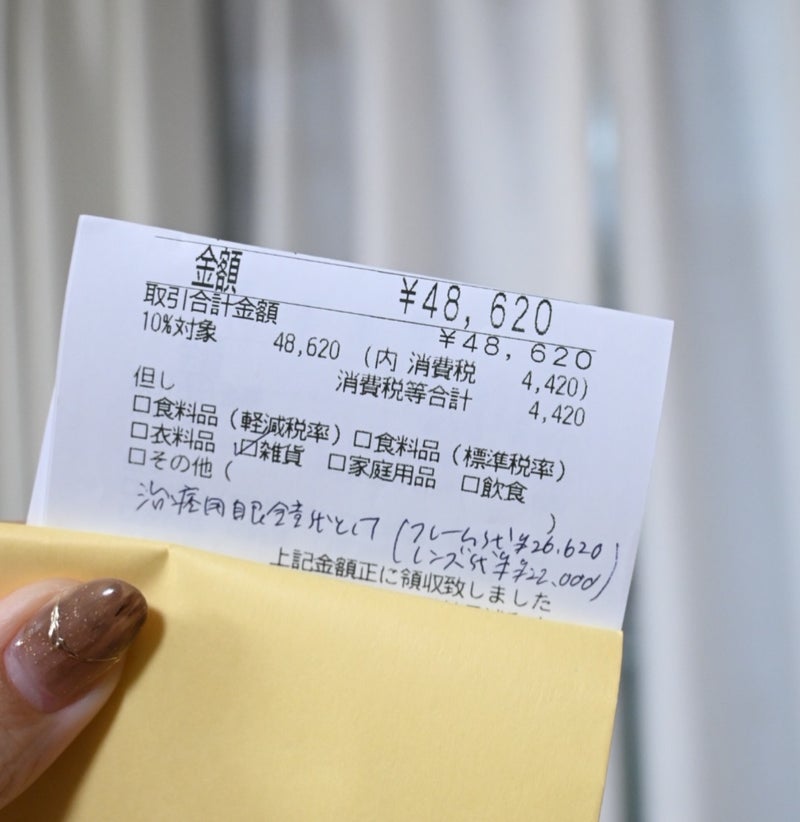 金額 ¥48,620
取引合計金額 ¥48,620
10%対象 48,620 (内 消費税 4,420)
消費税等合計 4,420
但し
□食料品(軽減税率) □食料品(標準税率)
□衣料品 ☑雑貨 □家庭用品 □飲食
□その他( )
治療用眼鏡代として (フレーム代 ¥26,620
レンズ代 ¥22,000)
上記金額正に領収致しました